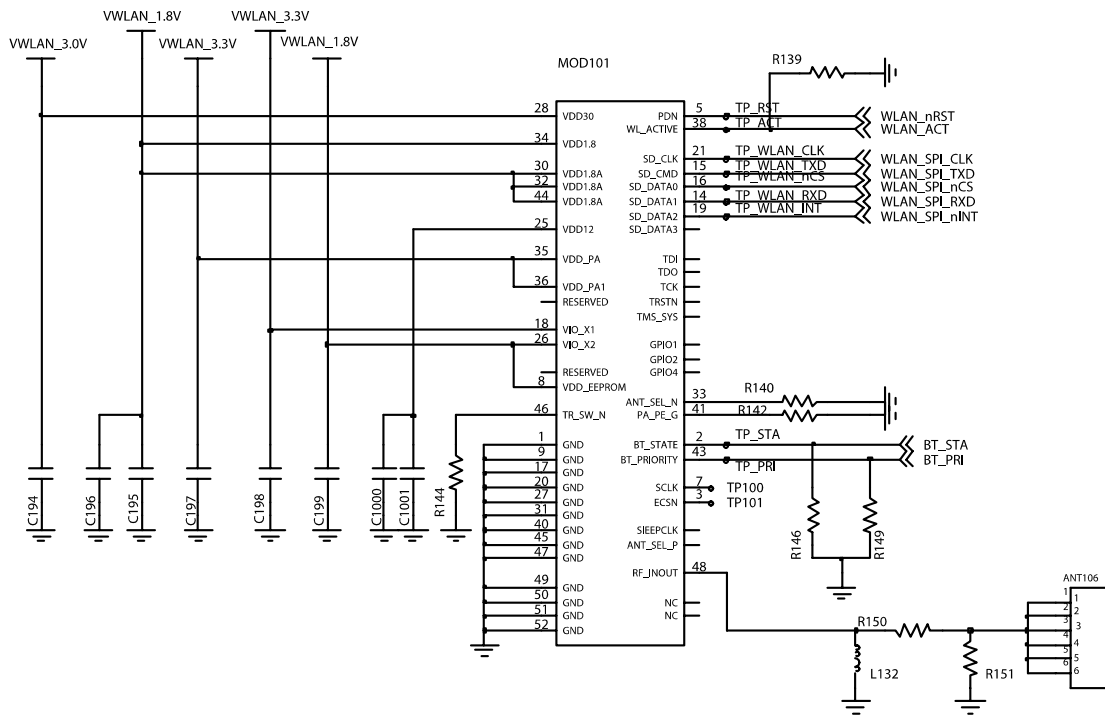 VWLAN_1.8V
VWLAN_3.3V
VWLAN_3.0V
VWLAN_3.3V
VWLAN_1.8V
MOD101
R139
28 VDD30
34 VDD1.8
30 VDD1.8A
32 VDD1.8A
44 VDD1.8A
25 VDD12
35 VDD_PA
36 VDD_PA1
RESERVED
18 VIO_X1
26 VIO_X2
RESERVED
8 VDD_EEPROM
46 TR_SW_N
1 GND
9 GND
17 GND
20 GND
27 GND
31 GND
40 GND
45 GND
47 GND
49 GND
50 GND
51 GND
52 GND
PDN 5 TP_RST WLAN_nRST
WL_ACTIVE 38 TP_ACT WLAN_ACT
SD_CLK 21 TP_WLAN_CLK WLAN_SPI_CLK
SD_CMD 15 TP_WLAN_TXD WLAN_SPI_TXD
SD_DATA0 16 TP_WLAN_nCS WLAN_SPI_nCS
SD_DATA1 14 TP_WLAN_RXD WLAN_SPI_RXD
SD_DATA2 19 TP_WLAN_INT WLAN_SPI_nINT
SD_DATA3
TDI
TDO
TCK
TRSTN
TMS_SYS
GPIO1
GPIO2
GPIO4
ANT_SEL_N 33 R140
PA_PE_G 41 R142
BT_STATE 2 TP_STA BT_STA
BT_PRIORITY 43 TP_PRI BT_PRI
SCLK 7 TP100
ECSN 3 TP101
SIEEPCLK
ANT_SEL_P
RF_INOUT 48
NC
NC
C194
C196
C195
C197
C198
C199
C1000
C1001
R144
R146
R149
R150
L132
R151
ANT106
1 1
2 2
3 3
4 4
5 5
6 6